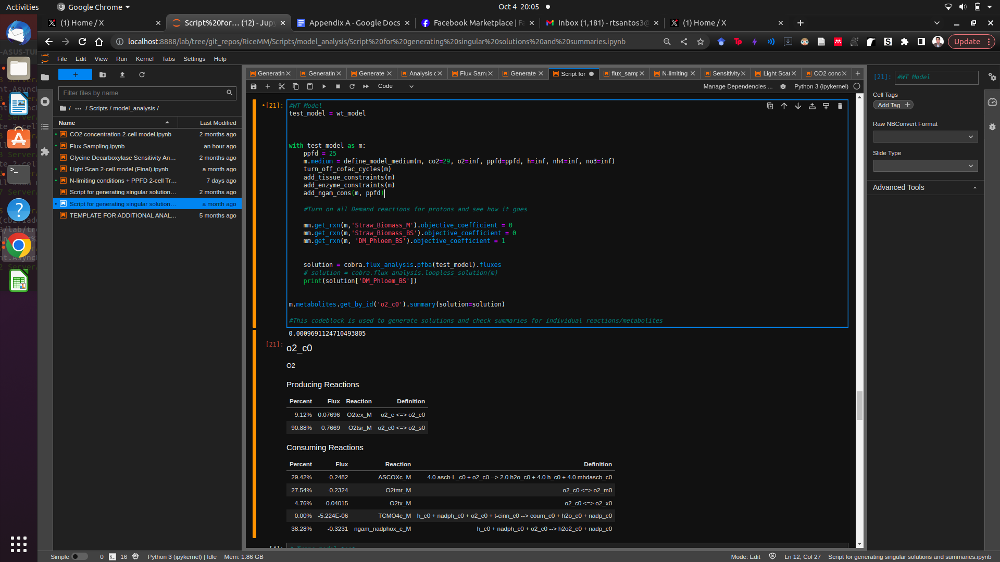 Activities
Google Chrome
Oct 4 20:05
(1) Home / X
Script%20for… (12) - Jupy
Appendix A - Google Docs
Facebook Marketplace | Fa
Inbox (1,181) - rtsantos3@
(1) Home / X
localhost:8888/lab/tree/git_repos/RiceMM/Scripts/model_analysis/Script%20for%20generating%20singular%20solutions%20and%20summaries.ipynb
Update
File Edit View Run Kernel Tabs Settings Help
Filter files by name
/ … / Scripts / model_analysis /
Name Last Modified
CO2 concentration 2-cell model.ipynb 2 months ago
Flux Sampling.ipynb an hour ago
Glycine Decarboxylase Sensitivity An… 2 months ago
Light Scan 2-cell model (Final).ipynb a month ago
N-limiting conditions + PPFD 2-cell Tr… 7 days ago
Script for generating singular solution… 2 months ago
Script for generating singular solution… a month ago
TEMPLATE FOR ADDITIONAL ANAL… 5 months ago
Generatin Generatin Generate Analysis c Flux Sam Generate Script for flux_samp N-limiting Sensitivity Light Scar CO2 conc
Code
Manage Dependencies ...
Python 3 (ipykernel)
[21]:
#WT Model
test_model = wt_model
with test_model as m:
ppfd = 25
m.medium = define_model_medium(m, co2=29, o2=inf, ppfd=ppfd, h=inf, nh4=inf, no3=inf)
turn_off_cofac_cycles(m)
add_tissue_constraints(m)
add_enzyme_constraints(m)
add_ngam_cons(m, ppfd)
#Turn on all Demand reactions for protons and see how it goes
mm.get_rxn(m,'Straw_Biomass_M').objective_coefficient = 0
mm.get_rxn(m,'Straw_Biomass_BS').objective_coefficient = 0
mm.get_rxn(m, 'DM_Phloem_BS').objective_coefficient = 1
solution = cobra.flux_analysis.pfba(test_model).fluxes
# solution = cobra.flux_analysis.loopless_solution(m)
print(solution['DM_Phloem_BS'])
m.metabolites.get_by_id('o2_c0').summary(solution=solution)
#This codeblock is used to generate solutions and check summaries for individual reactions/metabolites
0.0009691124710493805
[21]:
o2_c0
O2
Producing Reactions
Percent Flux Reaction Definition
9.12% 0.07696 O2tex_M o2_e <=> o2_c0
90.88% 0.7669 O2tsr_M o2_c0 <=> o2_s0
Consuming Reactions
Percent Flux Reaction Definition
29.42% -0.2482 ASCOXc_M 4.0 ascb-L_c0 + o2_c0 --> 2.0 h2o_c0 + 4.0 h_c0 + 4.0 mhdascb_c0
27.54% -0.2324 O2tmr_M o2_c0 <=> o2_m0
4.76% -0.04015 O2tx_M o2_c0 <=> o2_x0
0.00% -5.224E-06 TCMO4c_M h_c0 + nadph_c0 + o2_c0 + t-cinn_c0 --> coum_c0 + h2o_c0 + nadp_c0
38.28% -0.3231 ngam_nadphox_c_M h_c0 + nadph_c0 + o2_c0 --> h2o2_c0 + nadp_c0
[21]: #WT Model
Cell Tags
Add Tag
Raw NBConvert Format
Slide Type
Advanced Tools
Simple 0 16 Python 3 (ipykernel) | Idle Mem: 1.86 GB
Mode: Edit Ln 12, Col 27 Script for generating singular solutions and summaries.ipynb